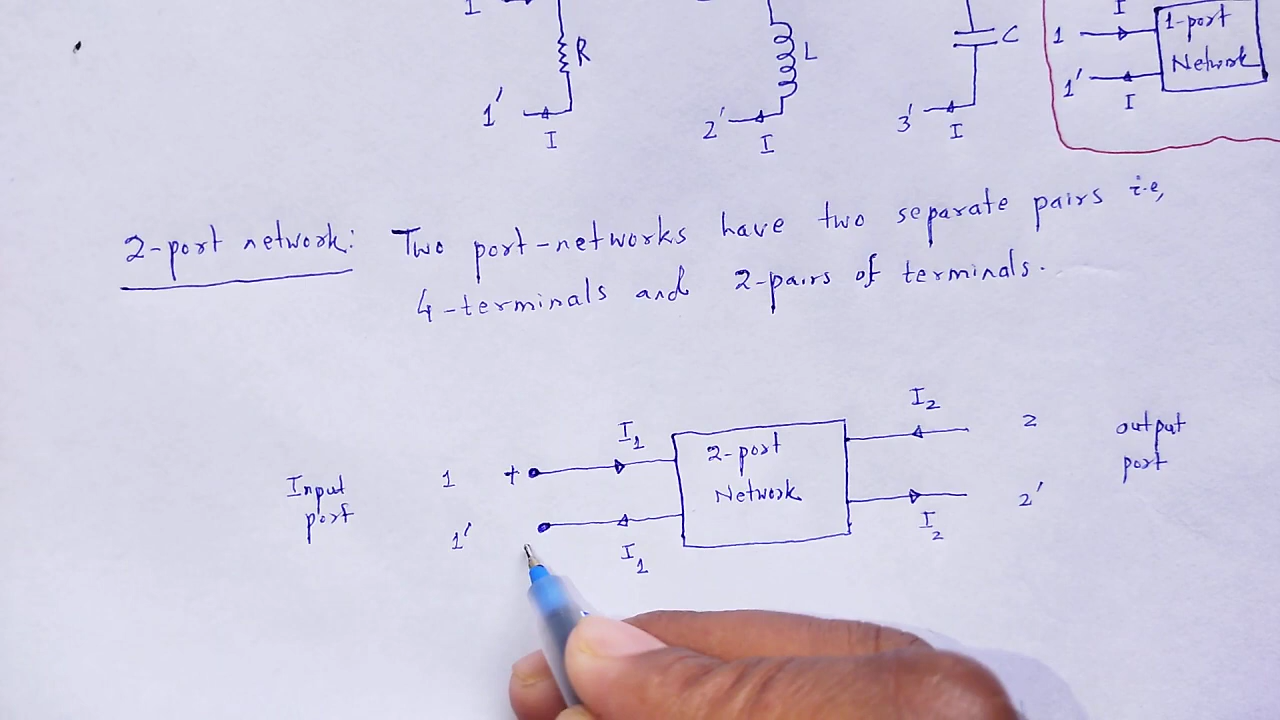 I
I
R
L
C
1
1-port
Network
1'
I
1'
I
2'
I
3'
I
2-port network: Two port-networks have two separate pairs i.e,
4-terminals and 2-pairs of terminals.
I2
I1
2
output
port
2-port
Network
1 +
Input
port
2'
I2
1'
I1